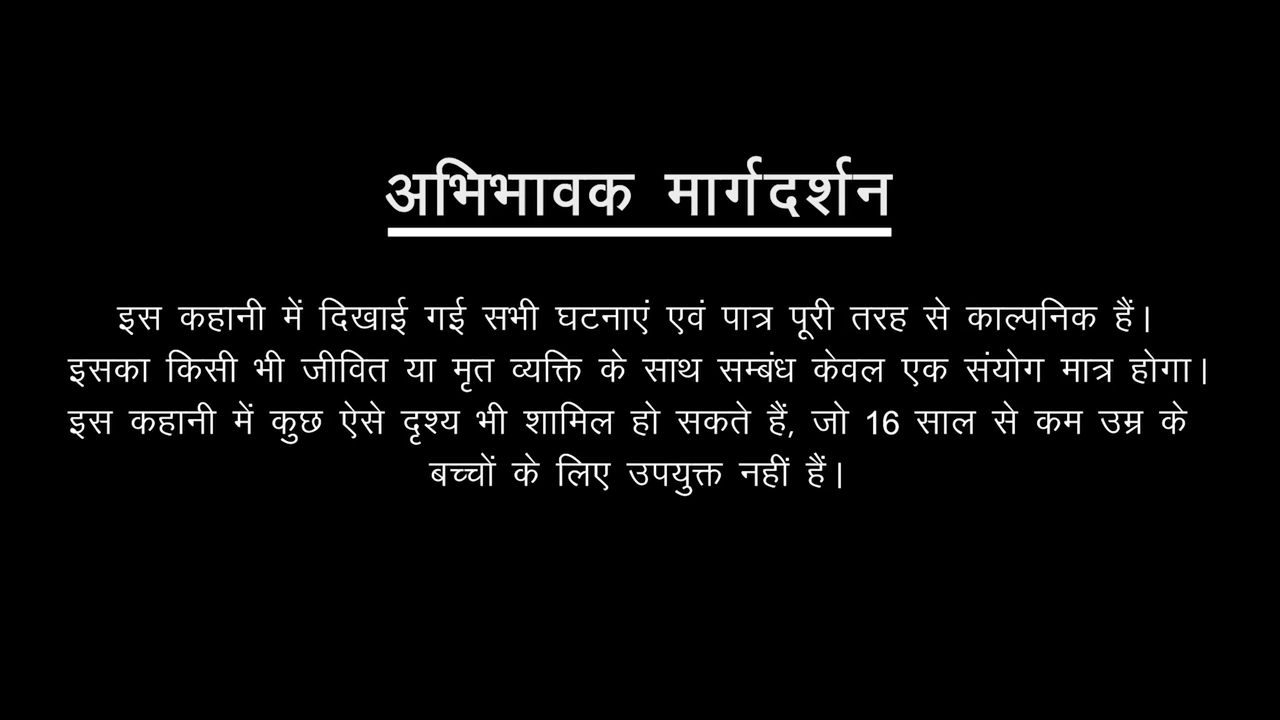 अभिभावक मार्गदर्शन
इस कहानी में दिखाई गई सभी घटनाएं एवं पात्र पूरी तरह से काल्पनिक हैं।
इसका किसी भी जीवित या मृत व्यक्ति के साथ सम्बंध केवल एक संयोग मात्र होगा।
इस कहानी में कुछ ऐसे दृश्य भी शामिल हो सकते हैं, जो 16 साल से कम उम्र के
बच्चों के लिए उपयुक्त नहीं हैं।